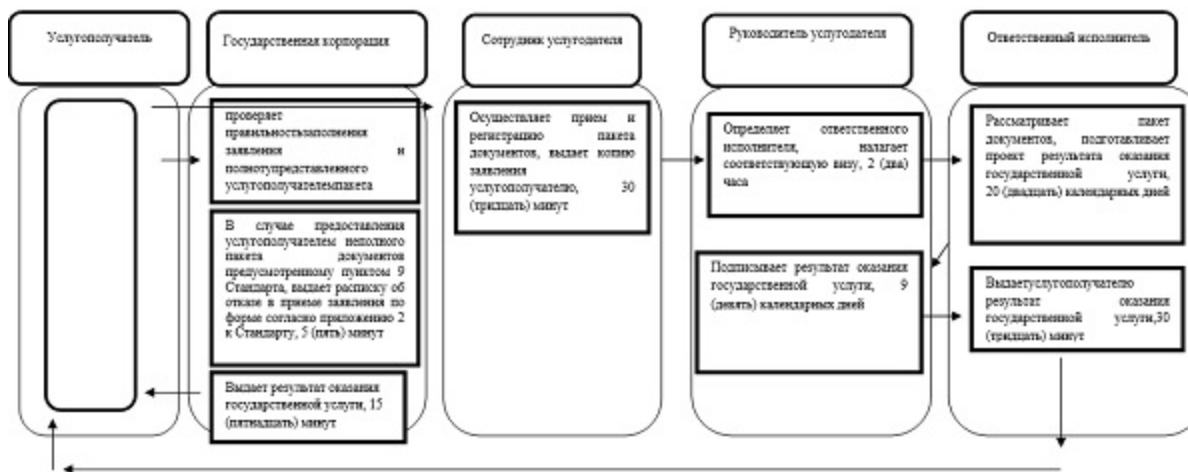 Услугополучатель
Государственная корпорация
Сотрудник услугодателя
Руководитель услугодателя
Ответственный исполнитель
проверяет
правильностьзаполнения
заявления и
полнотупредставленного
услугополучателемпакета
В случае предоставления
услугополучателем неполного
пакета документов
предусмотренному пунктом 9
Стандарта, выдает расписку об
отказе в приеме заявления по
форме согласно приложению 2
к Стандарту, 5 (пять) минут
Выдает результат оказания
государственной услуги, 15
(пятнадцать) минут
Осуществляет прием и
регистрацию пакета
документов, выдает копию
заявления
услугополучателю, 30
(тридцать) минут
Определяет ответственного
исполнителя, налагает
соответствующую визу, 2 (два)
часа
Подписывает результат оказания
государственной услуги, 9
(девять) календарных дней
Рассматривает пакет
документов, подготавливает
проект результата оказания
государственной услуги,
20 (двадцать) календарных дней
Выдаетуслугополучателю
результат оказания
государственной услуги,30
(тридцать) минут